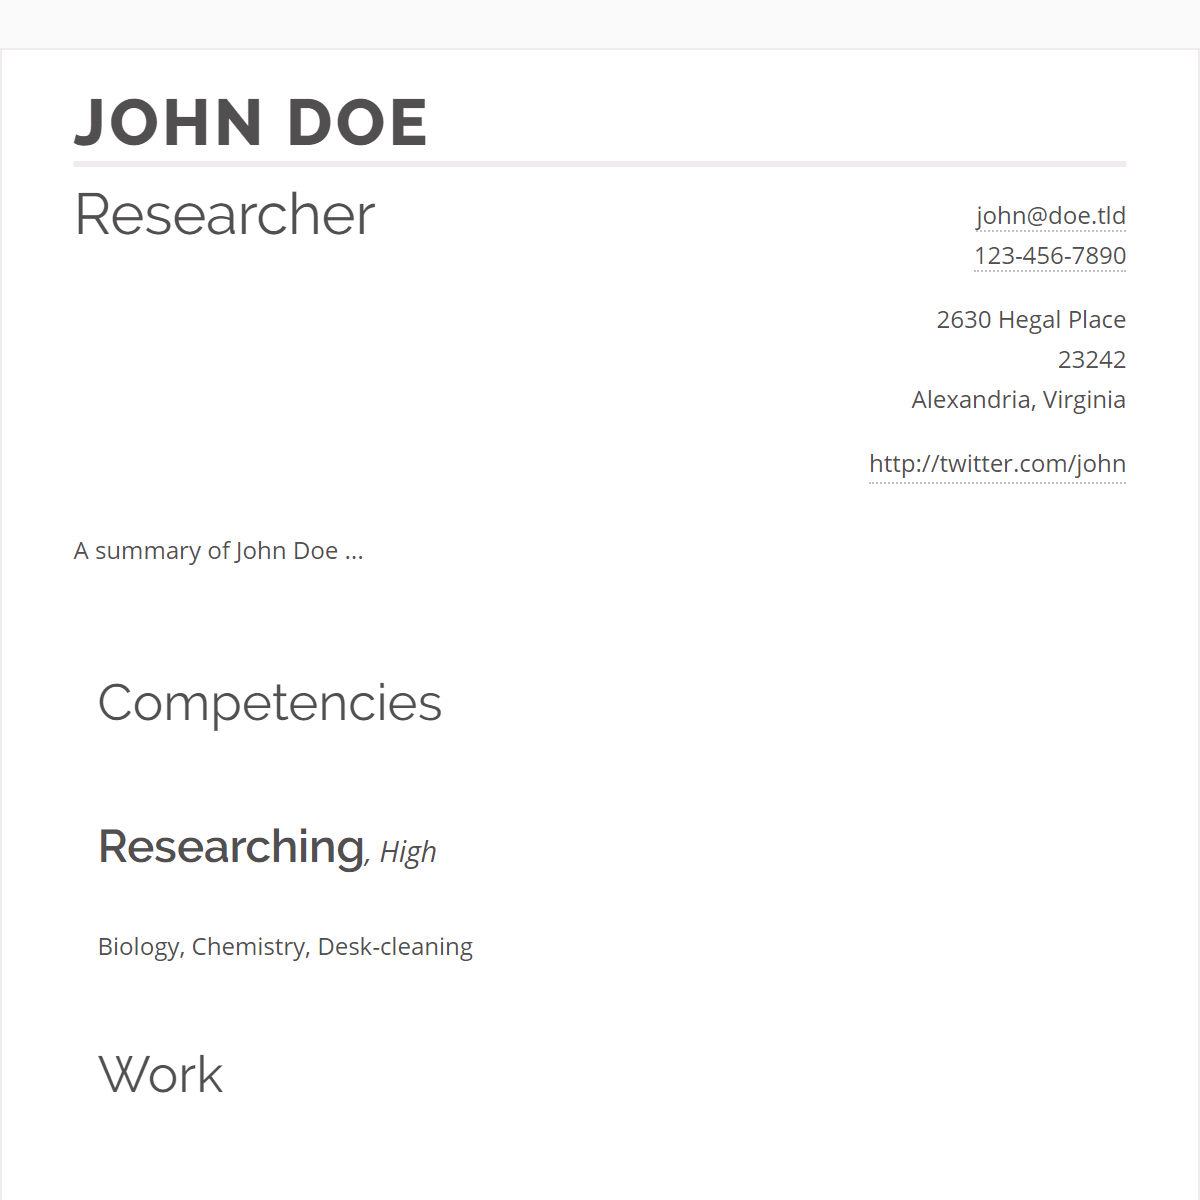 JOHN DOE
Researcher
john@doe.tld
123-456-7890
2630 Hegal Place
23242
Alexandria, Virginia
http://twitter.com/john
A summary of John Doe ...
Competencies
Researching, High
Biology, Chemistry, Desk-cleaning
Work